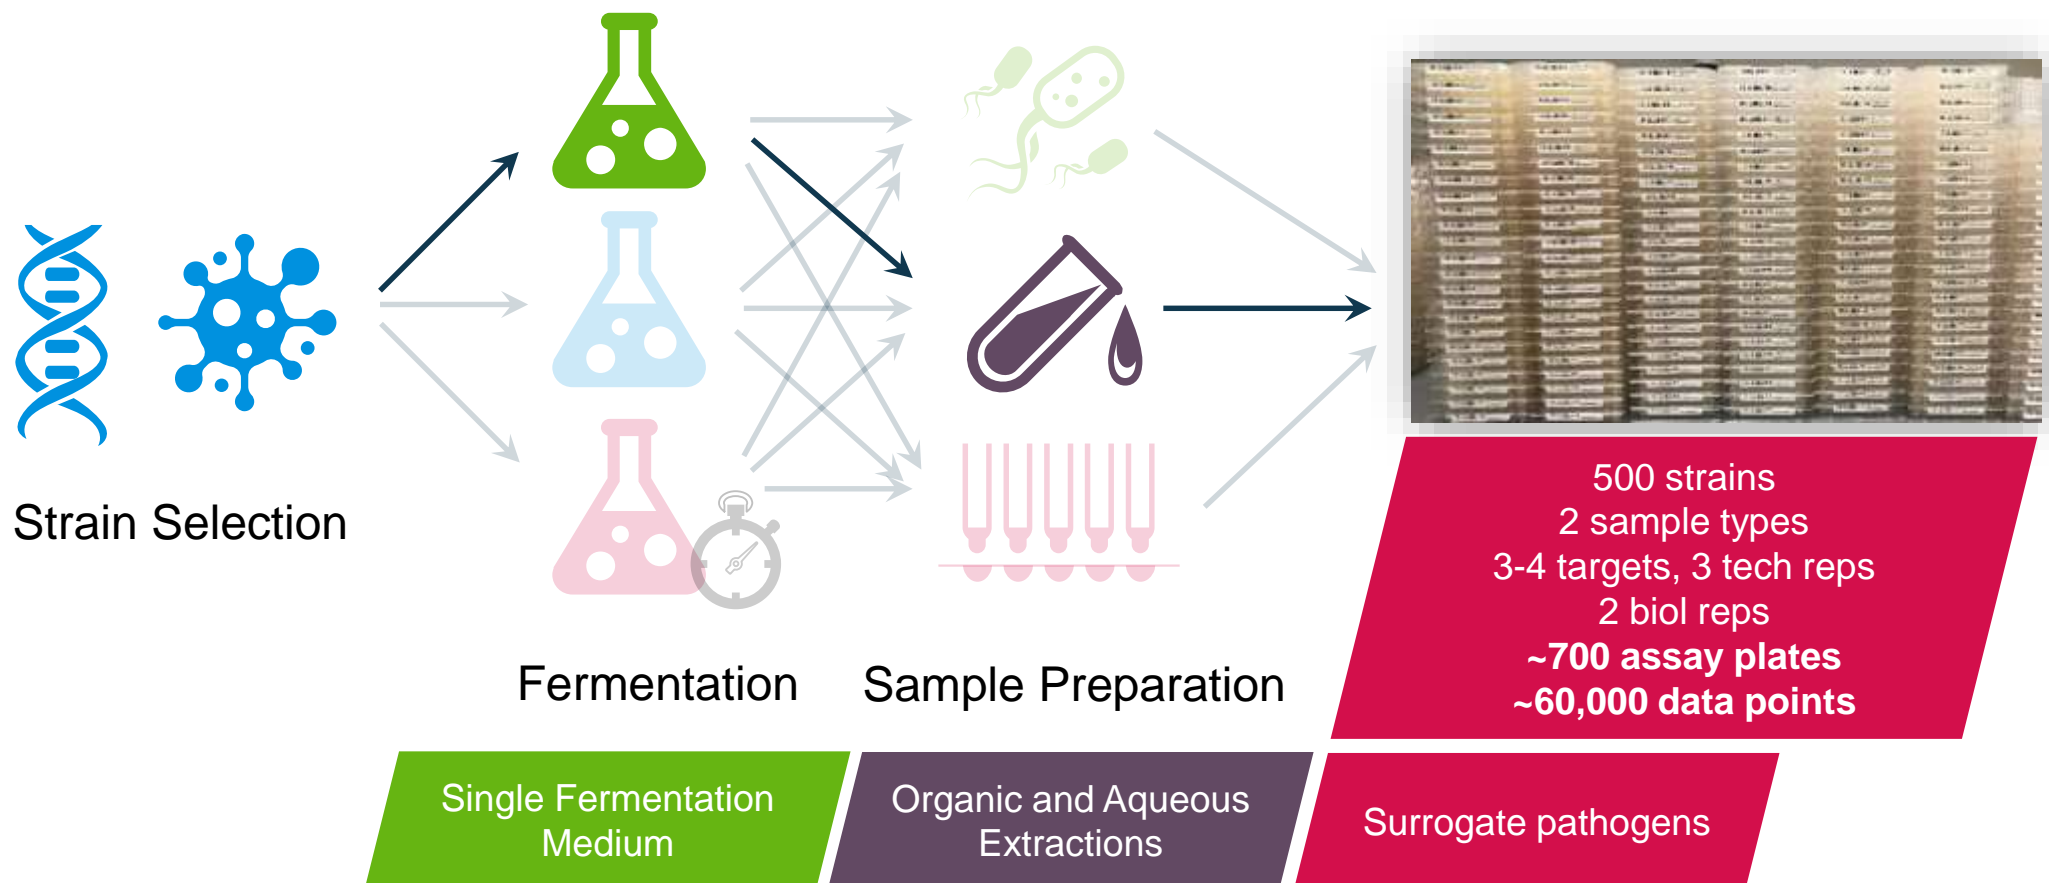 Strain Selection
Fermentation
Sample Preparation
500 strains
2 sample types
3-4 targets, 3 tech reps
2 biol reps
~700 assay plates
~60,000 data points
Single Fermentation
Medium
Organic and Aqueous
Extractions
Surrogate pathogens